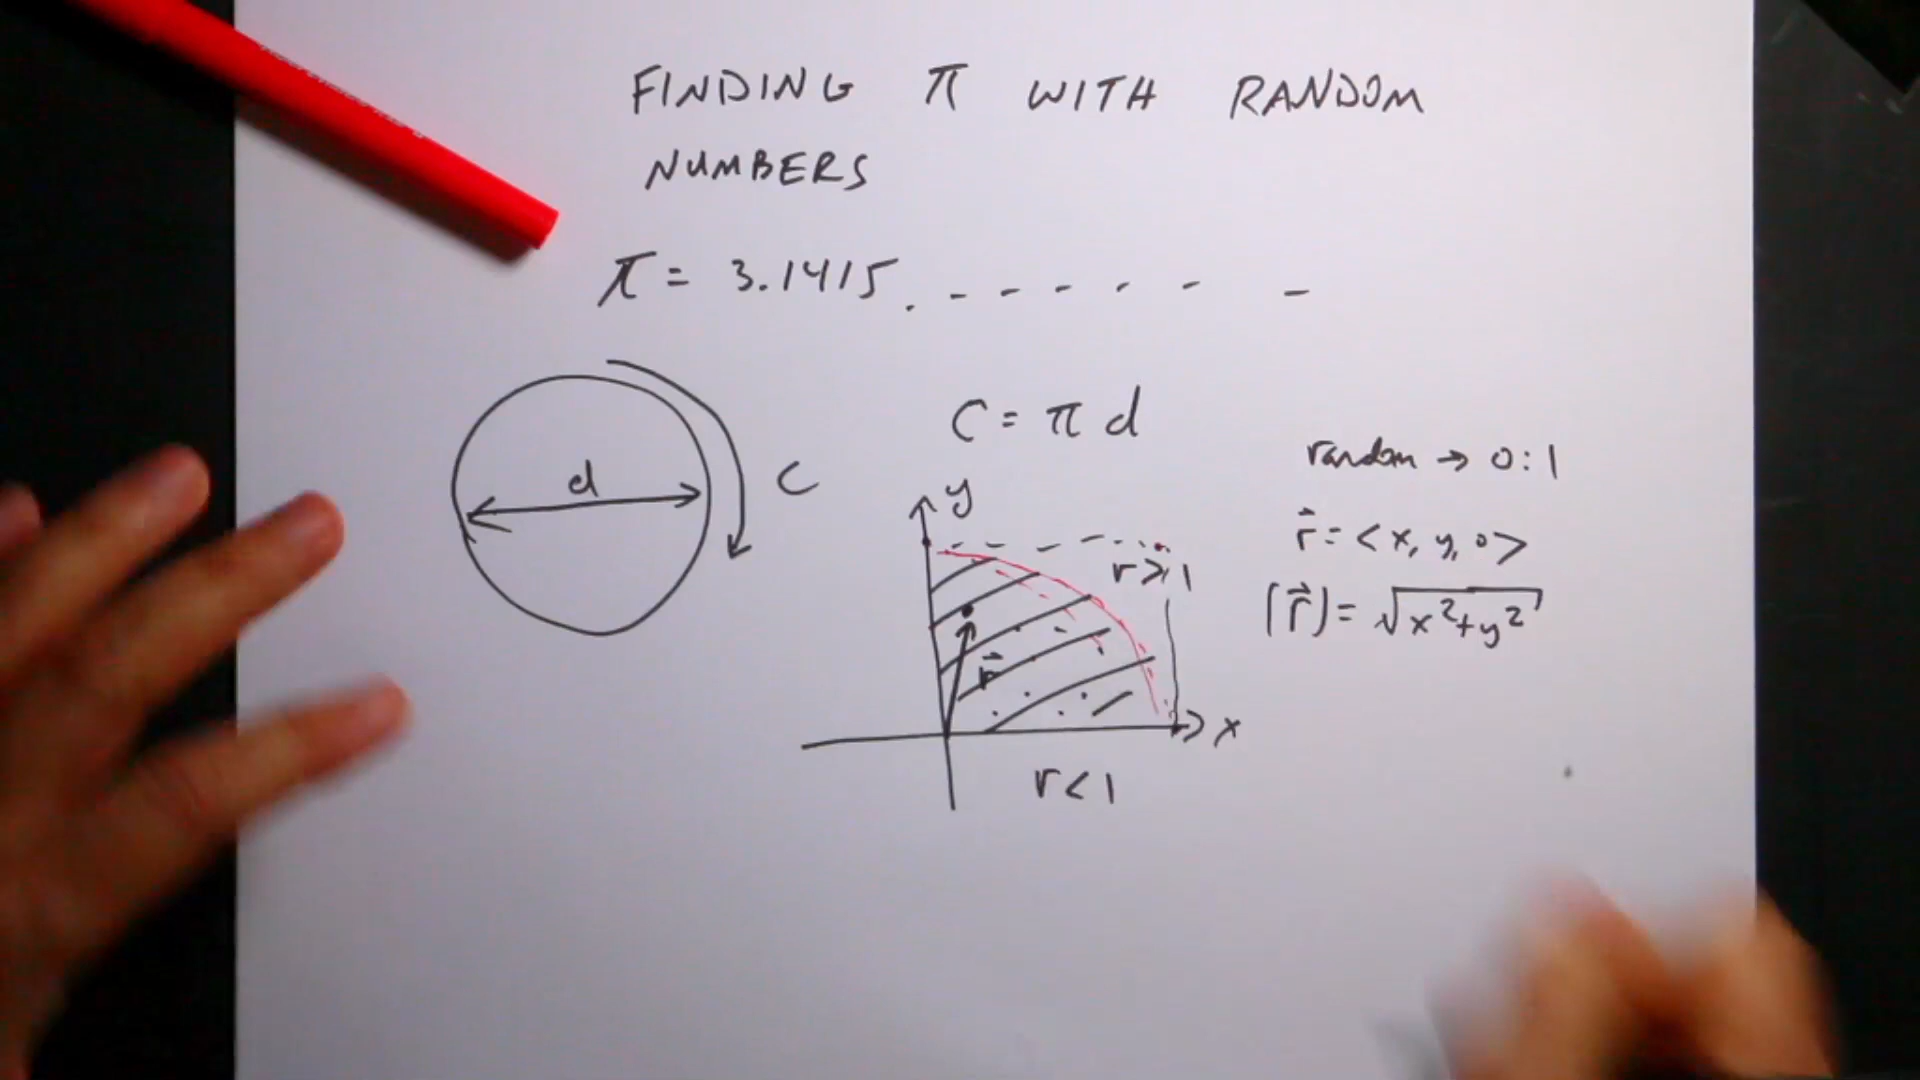 FINDING π WITH RANDOM
NUMBERS
π = 3.1415.
d
C
C = π d
random → 0:1
y
r⃗ = <x, y, 0>
r > 1
|r⃗| = √x²+y²
r⃗
x
r < 1